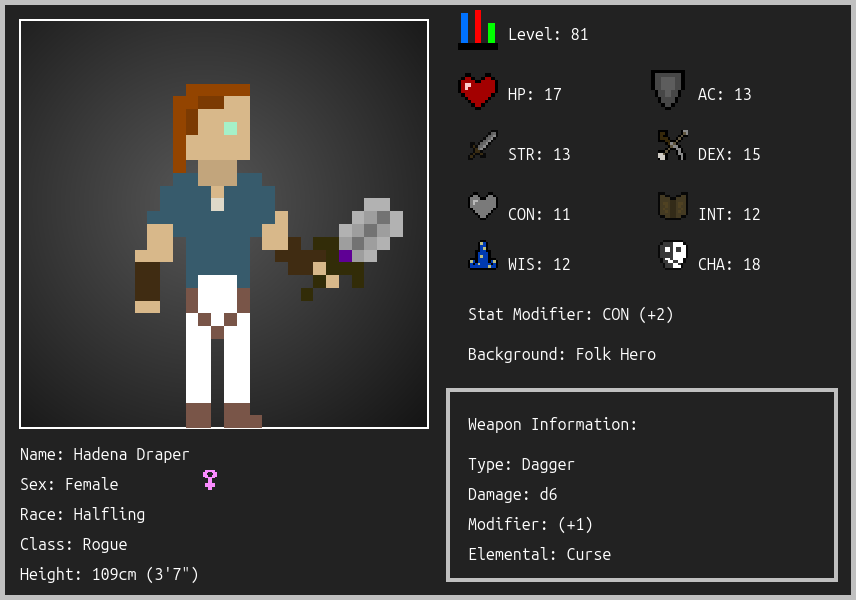 Level: 81
HP: 17
AC: 13
STR: 13
DEX: 15
CON: 11
INT: 12
WIS: 12
CHA: 18
Stat Modifier: CON (+2)
Background: Folk Hero
Weapon Information:
Type: Dagger
Damage: d6
Modifier: (+1)
Elemental: Curse
Name: Hadena Draper
Sex: Female
Race: Halfling
Class: Rogue
Height: 109cm (3'7")